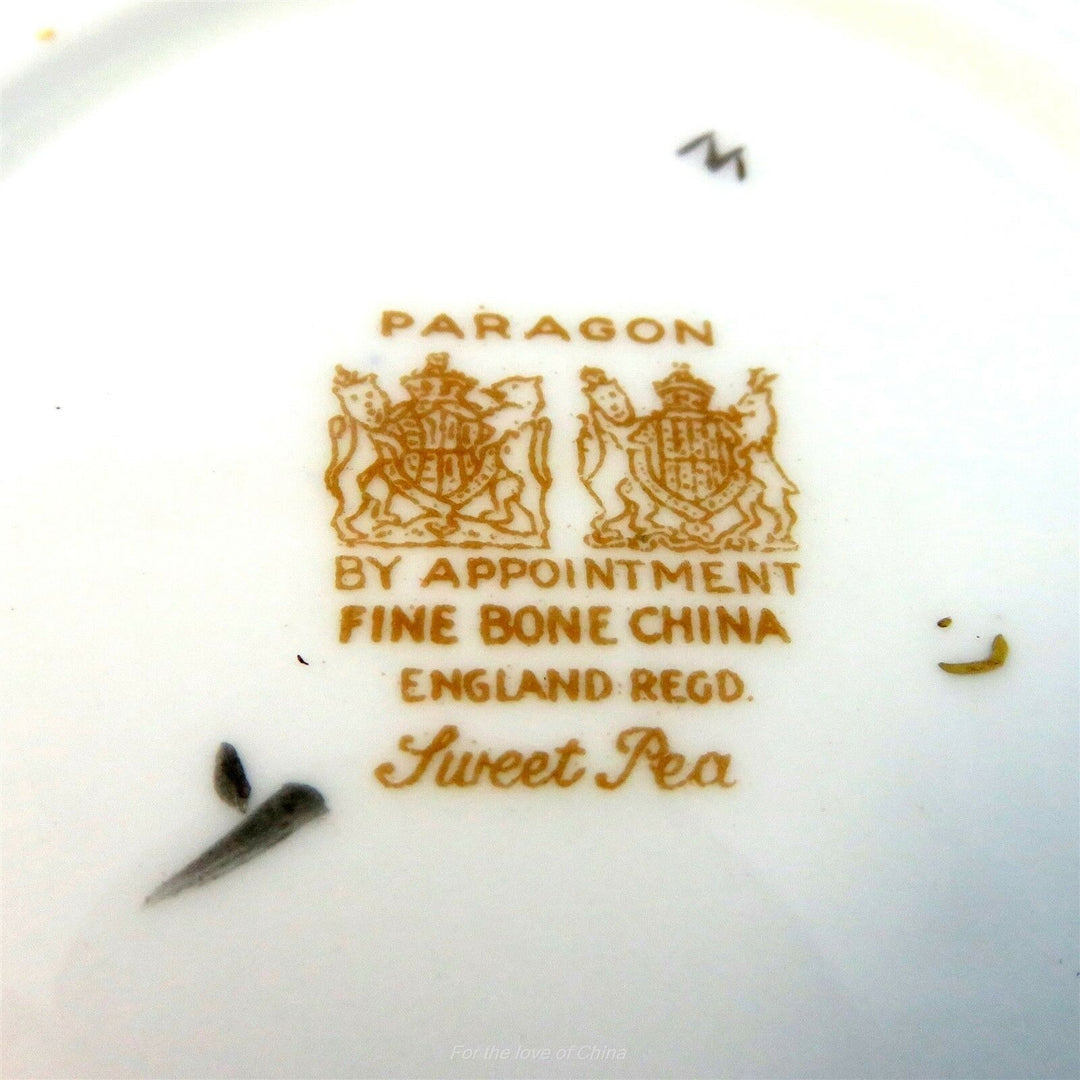 M
PARAGON
BY APPOINTMENT
FINE BONE CHINA
ENGLAND REGD.
Sweet Pea
For the love of China